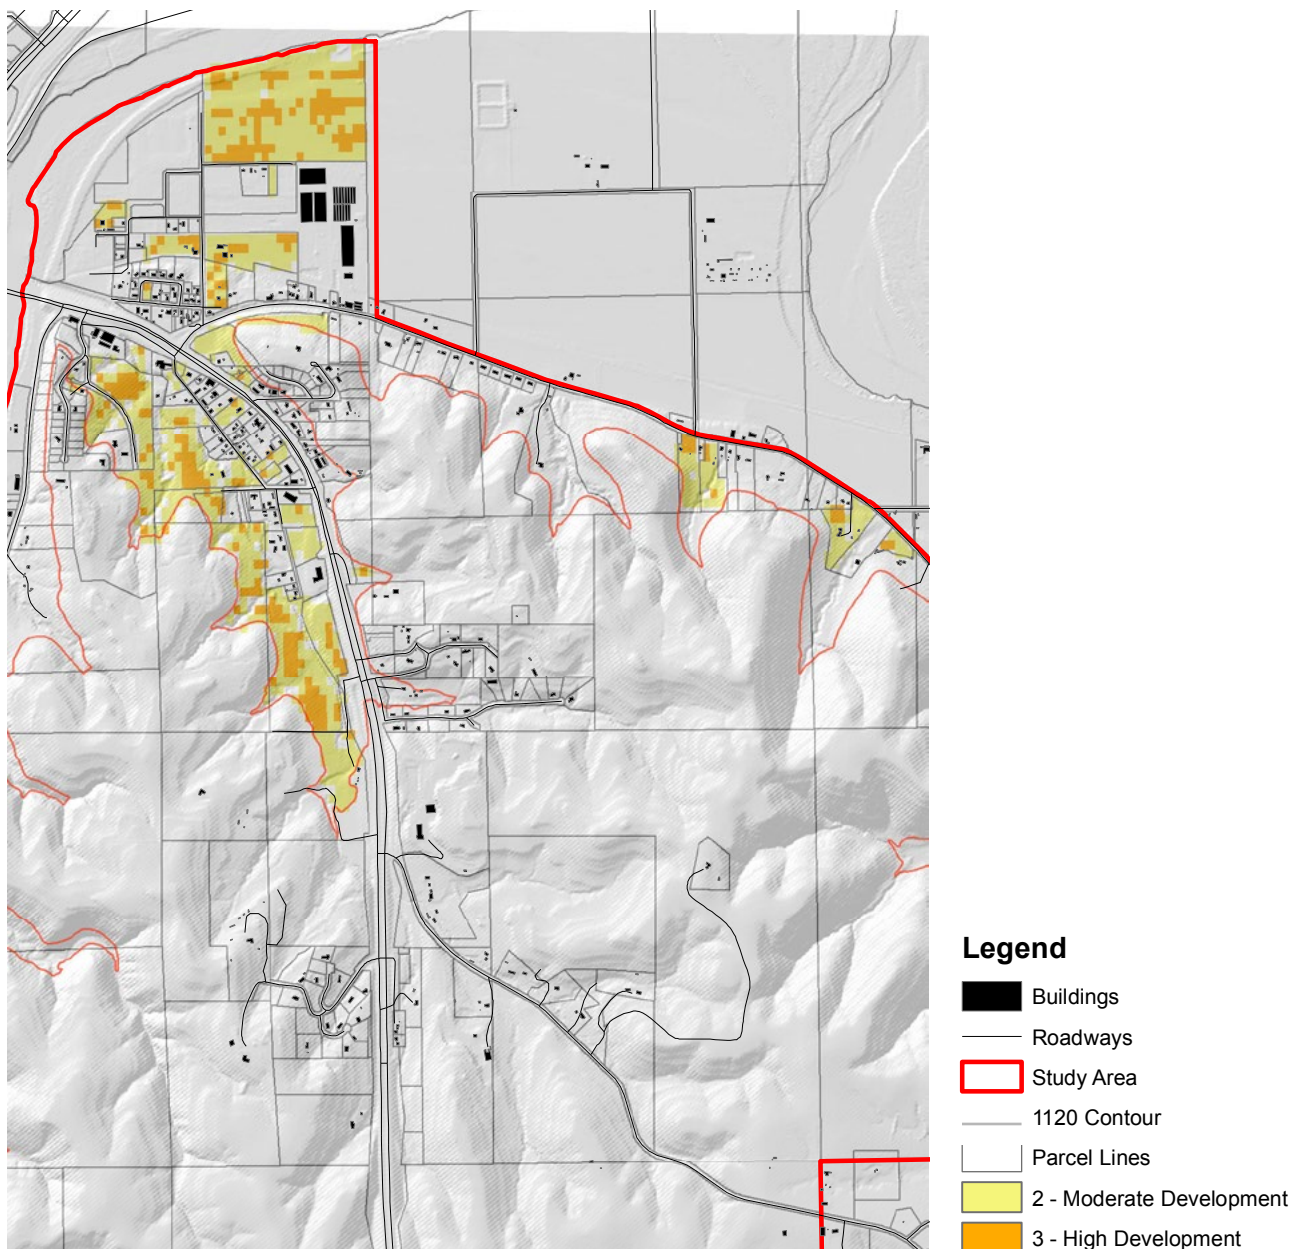 Legend
Buildings
Roadways
Study Area
1120 Contour
Parcel Lines
2 - Moderate Development
3 - High Development